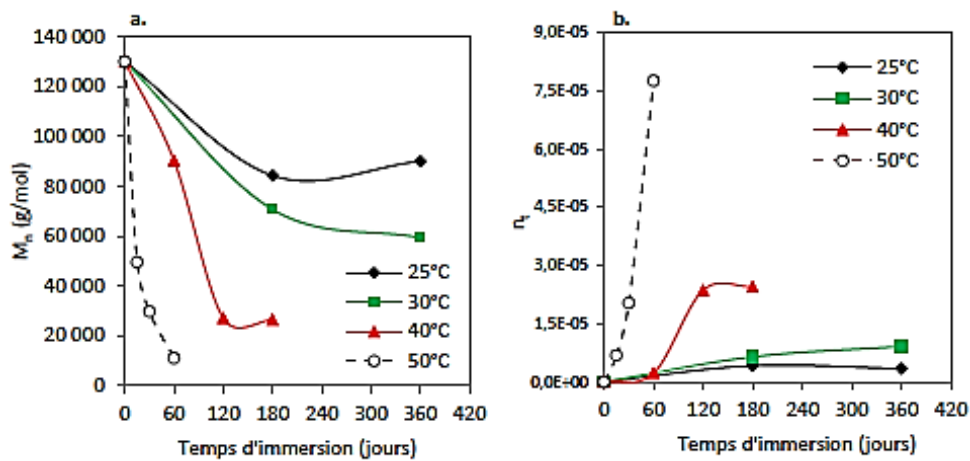 a.
140 000
120 000
100 000
80 000
60 000
40 000
20 000
0
Mn (g/mol)
25°C
30°C
40°C
50°C
0 60 120 180 240 300 360 420
Temps d'immersion (jours)
b.
9,0E-05
7,5E-05
6,0E-05
4,5E-05
3,0E-05
1,5E-05
0,0E+00
25°C
30°C
40°C
50°C
0 60 120 180 240 300 360 420
Temps d'immersion (jours)